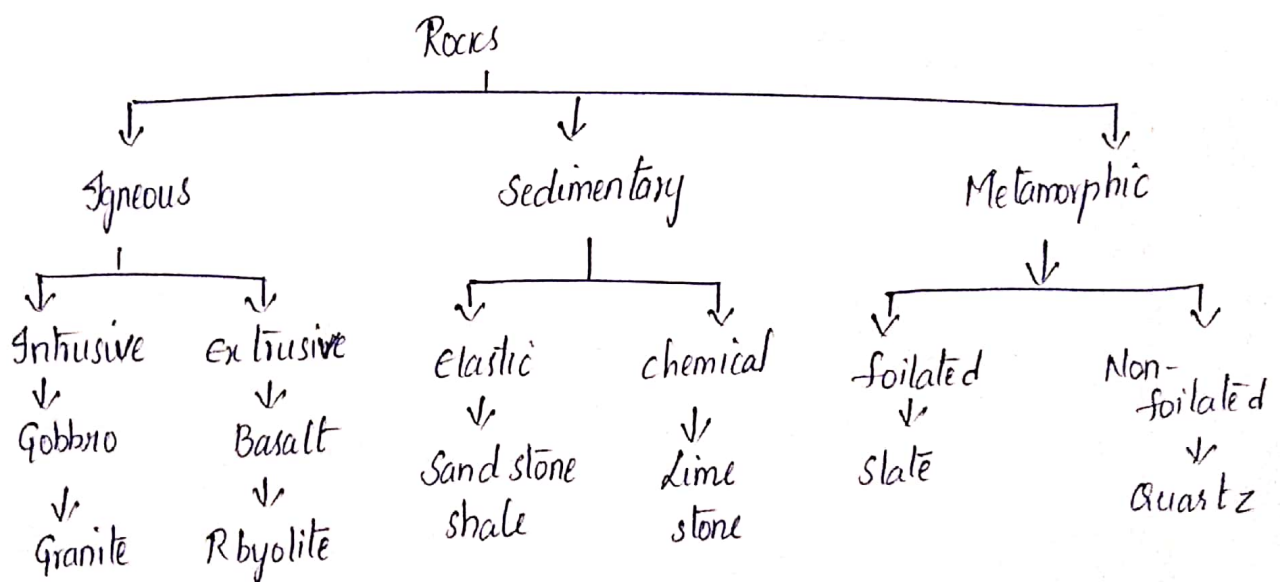 Rocks
Igneous Sedimentary Metamorphic
Intrusive Extrusive Elastic chemical foilated Non-
foilated
Gobbro Basalt Sand stone Lime Slate Quartz
shale stone
Granite Rbyolite